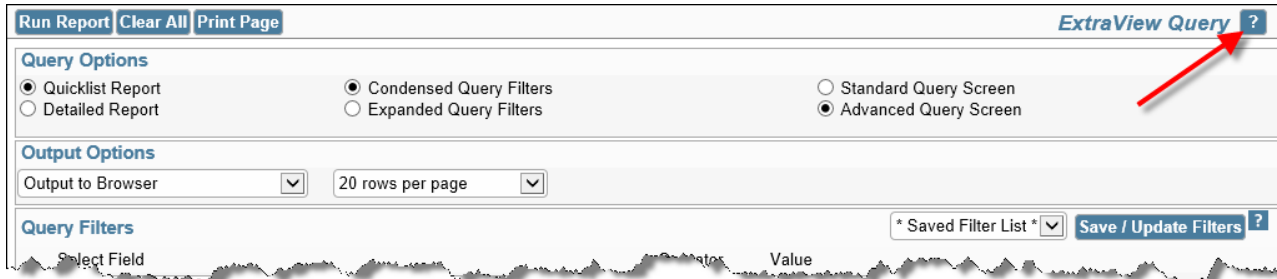 Run Report Clear All Print Page ExtraView Query ?
Query Options
Quicklist Report Condensed Query Filters Standard Query Screen
Detailed Report Expanded Query Filters Advanced Query Screen
Output Options
Output to Browser 20 rows per page
Query Filters * Saved Filter List * Save / Update Filters ?
Select Field Value